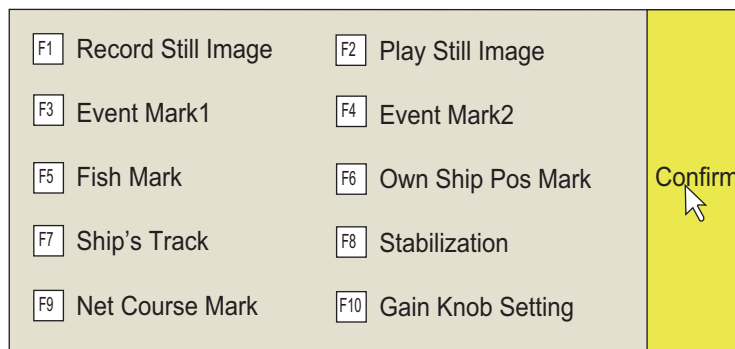 F1 Record Still Image F2 Play Still Image
F3 Event Mark1 F4 Event Mark2
F5 Fish Mark F6 Own Ship Pos Mark Confirm
F7 Ship's Track F8 Stabilization
F9 Net Course Mark F10 Gain Knob Setting